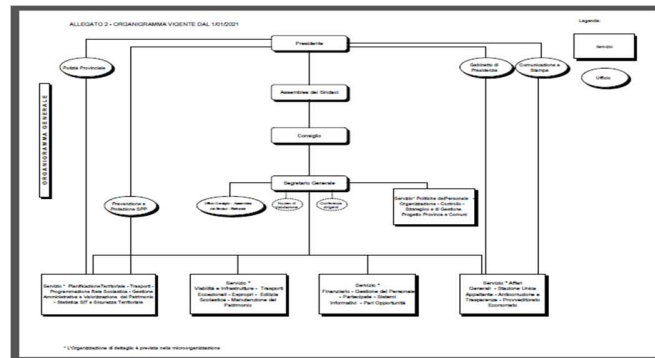 ALLEGATO 2 - ORGANIGRAMMA VIGENTE DAL 1/01/2021
Legenda:
Presidente
Servizio
Polizia Provinciale
Gabinetto di
Presidenza
Comunicazione e
Stampa
Ufficio
Assemblea dei Sindaci
ORGANIGRAMMA GENERALE
Consiglio
Segretario Generale
Prevenzione e
Protezione SPP
Servizio* Politiche del Personale -
Organizzazione - Controllo -
Strategico e di Gestione
Progetto Province e Comuni
Servizio * Pianificazione Territoriale - Trasporti -
Programmazione Rete Scolastica - Gestione
Amministrativa e Valorizzazione del Patrimonio
- Statistica SIT e Sicurezza Territoriale
Servizio *
Viabilità e Infrastrutture - Trasporti
Eccezionali - Espropri - Edilizia
Scolastica - Manutenzione del
Patrimonio
Servizio *
Finanziario - Gestione del Personale
- Partecipate - Sistemi
Informativi - Pari Opportunità
Servizio * Affari
Generali - Stazione Unica
Appaltante - Anticorruzione e
Trasparenza - Provveditorato
Economato
* L'Organizzazione di dettaglio è prevista nella microorganizzazione